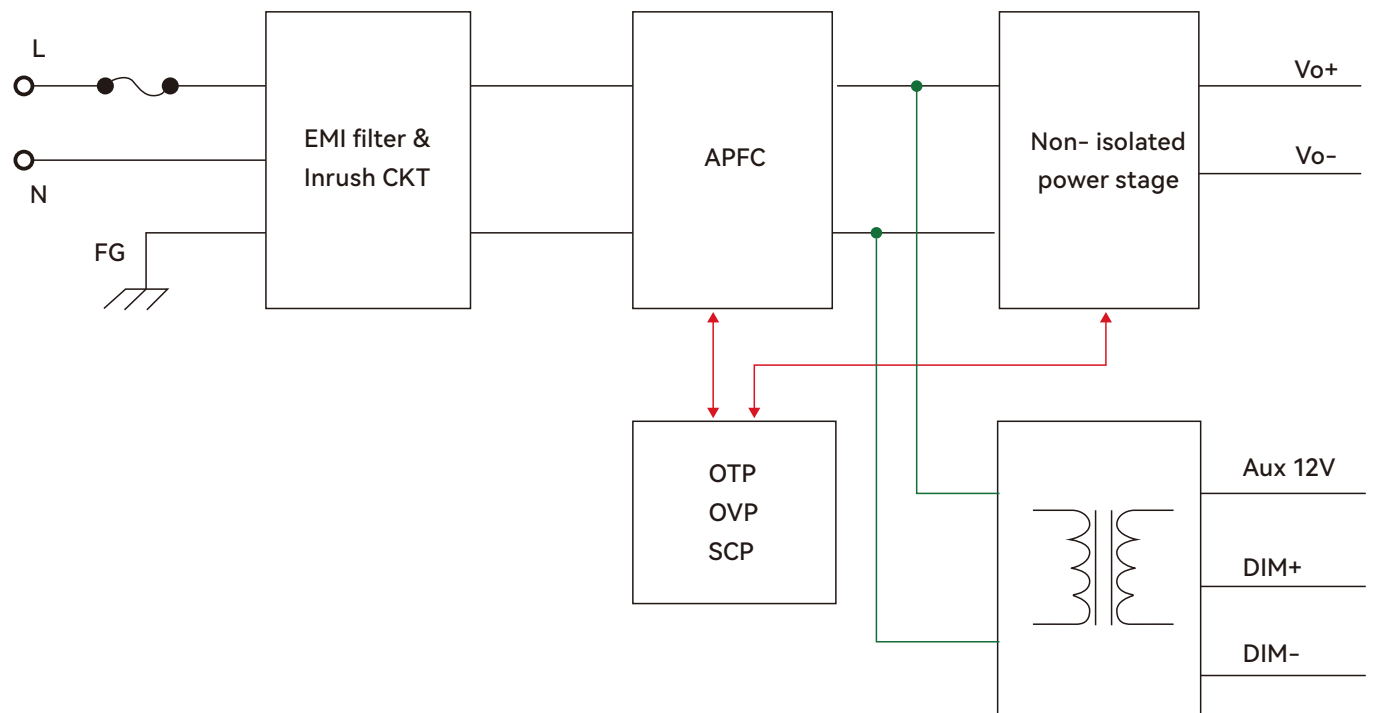 L
N
FG
EMI filter &
Inrush CKT
APFC
Non- isolated
power stage
Vo+
Vo-
OTP
OVP
SCP
Aux 12V
DIM+
DIM-